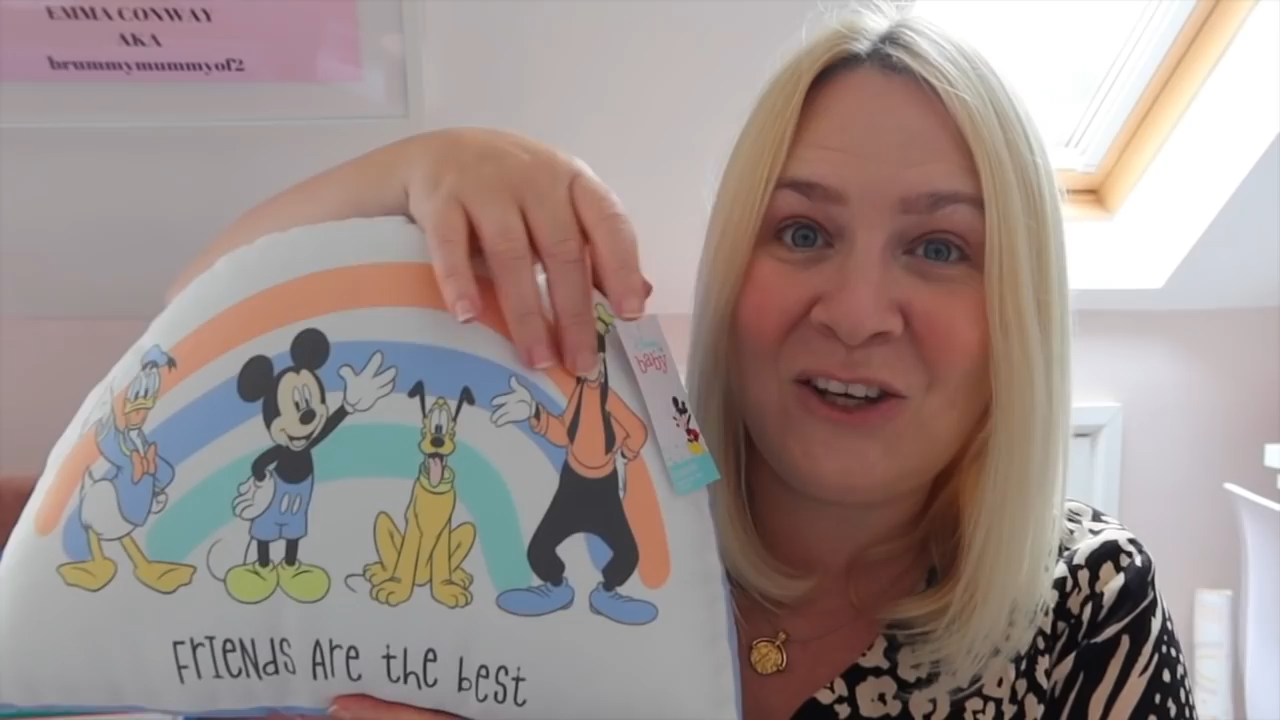 EMMA CONWAY
AKA
brummymummyof2
baby
FrIENds Are the best